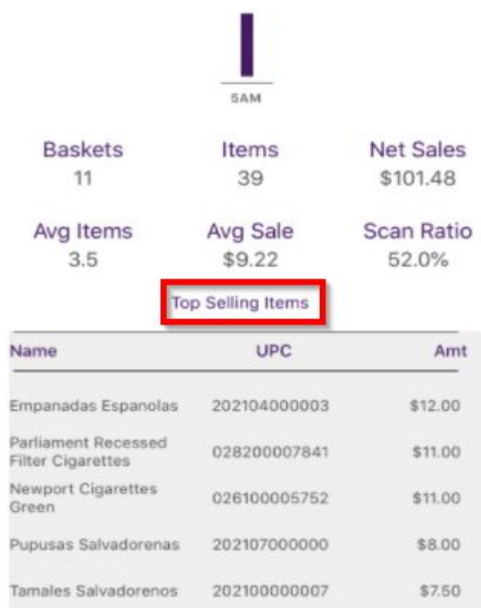 5AM
Baskets Items Net Sales
11 39 $101.48
Avg Items Avg Sale Scan Ratio
3.5 $9.22 52.0%
Top Selling Items
Name UPC Amt
Empanadas Espanolas 202104000003 $12.00
Parliament Recessed
Filter Cigarettes 028200007841 $11.00
Newport Cigarettes
Green 026100005752 $11.00
Pupusas Salvadorenas 202107000000 $8.00
Tamales Salvadorenos 202100000007 $7.50